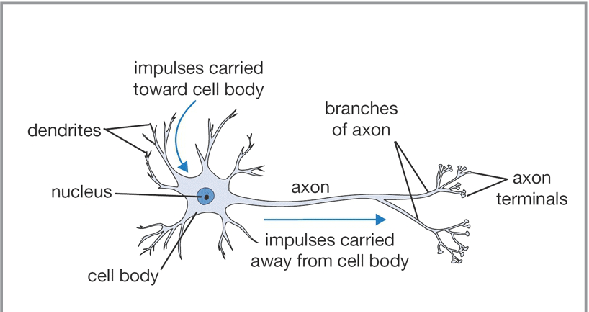 impulses carried
toward cell body
branches
of axon
dendrites
nucleus
axon
axon
terminals
impulses carried
away from cell body
cell body